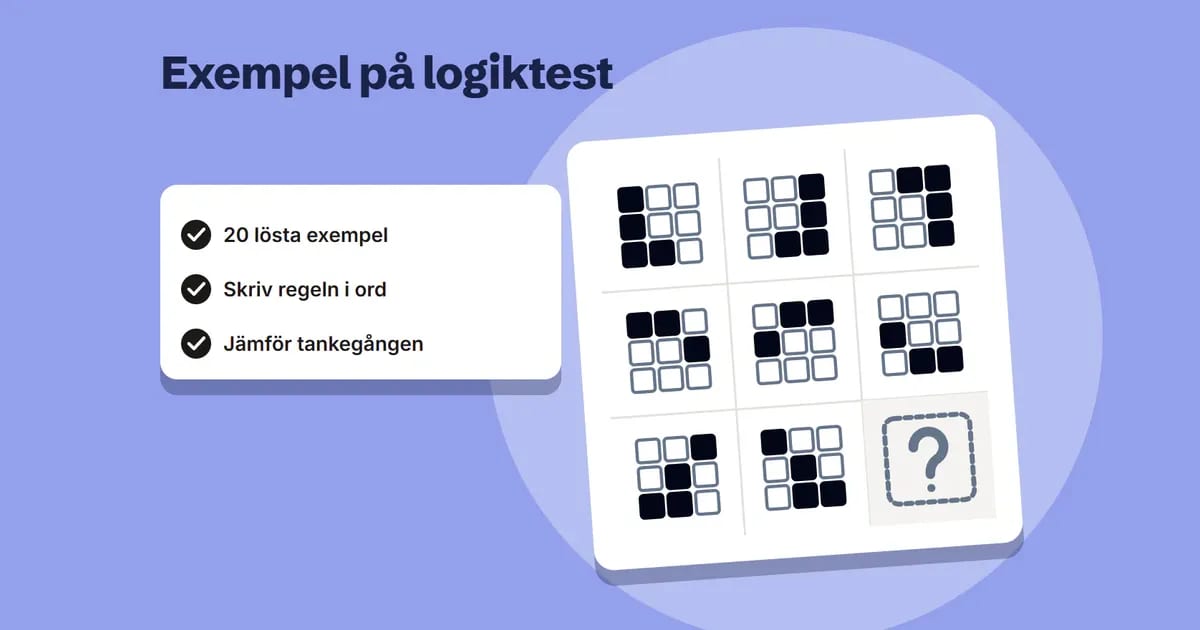 Exempel på logiktest
20 lösta exempel
Skriv regeln i ord
Jämför tankegången
?